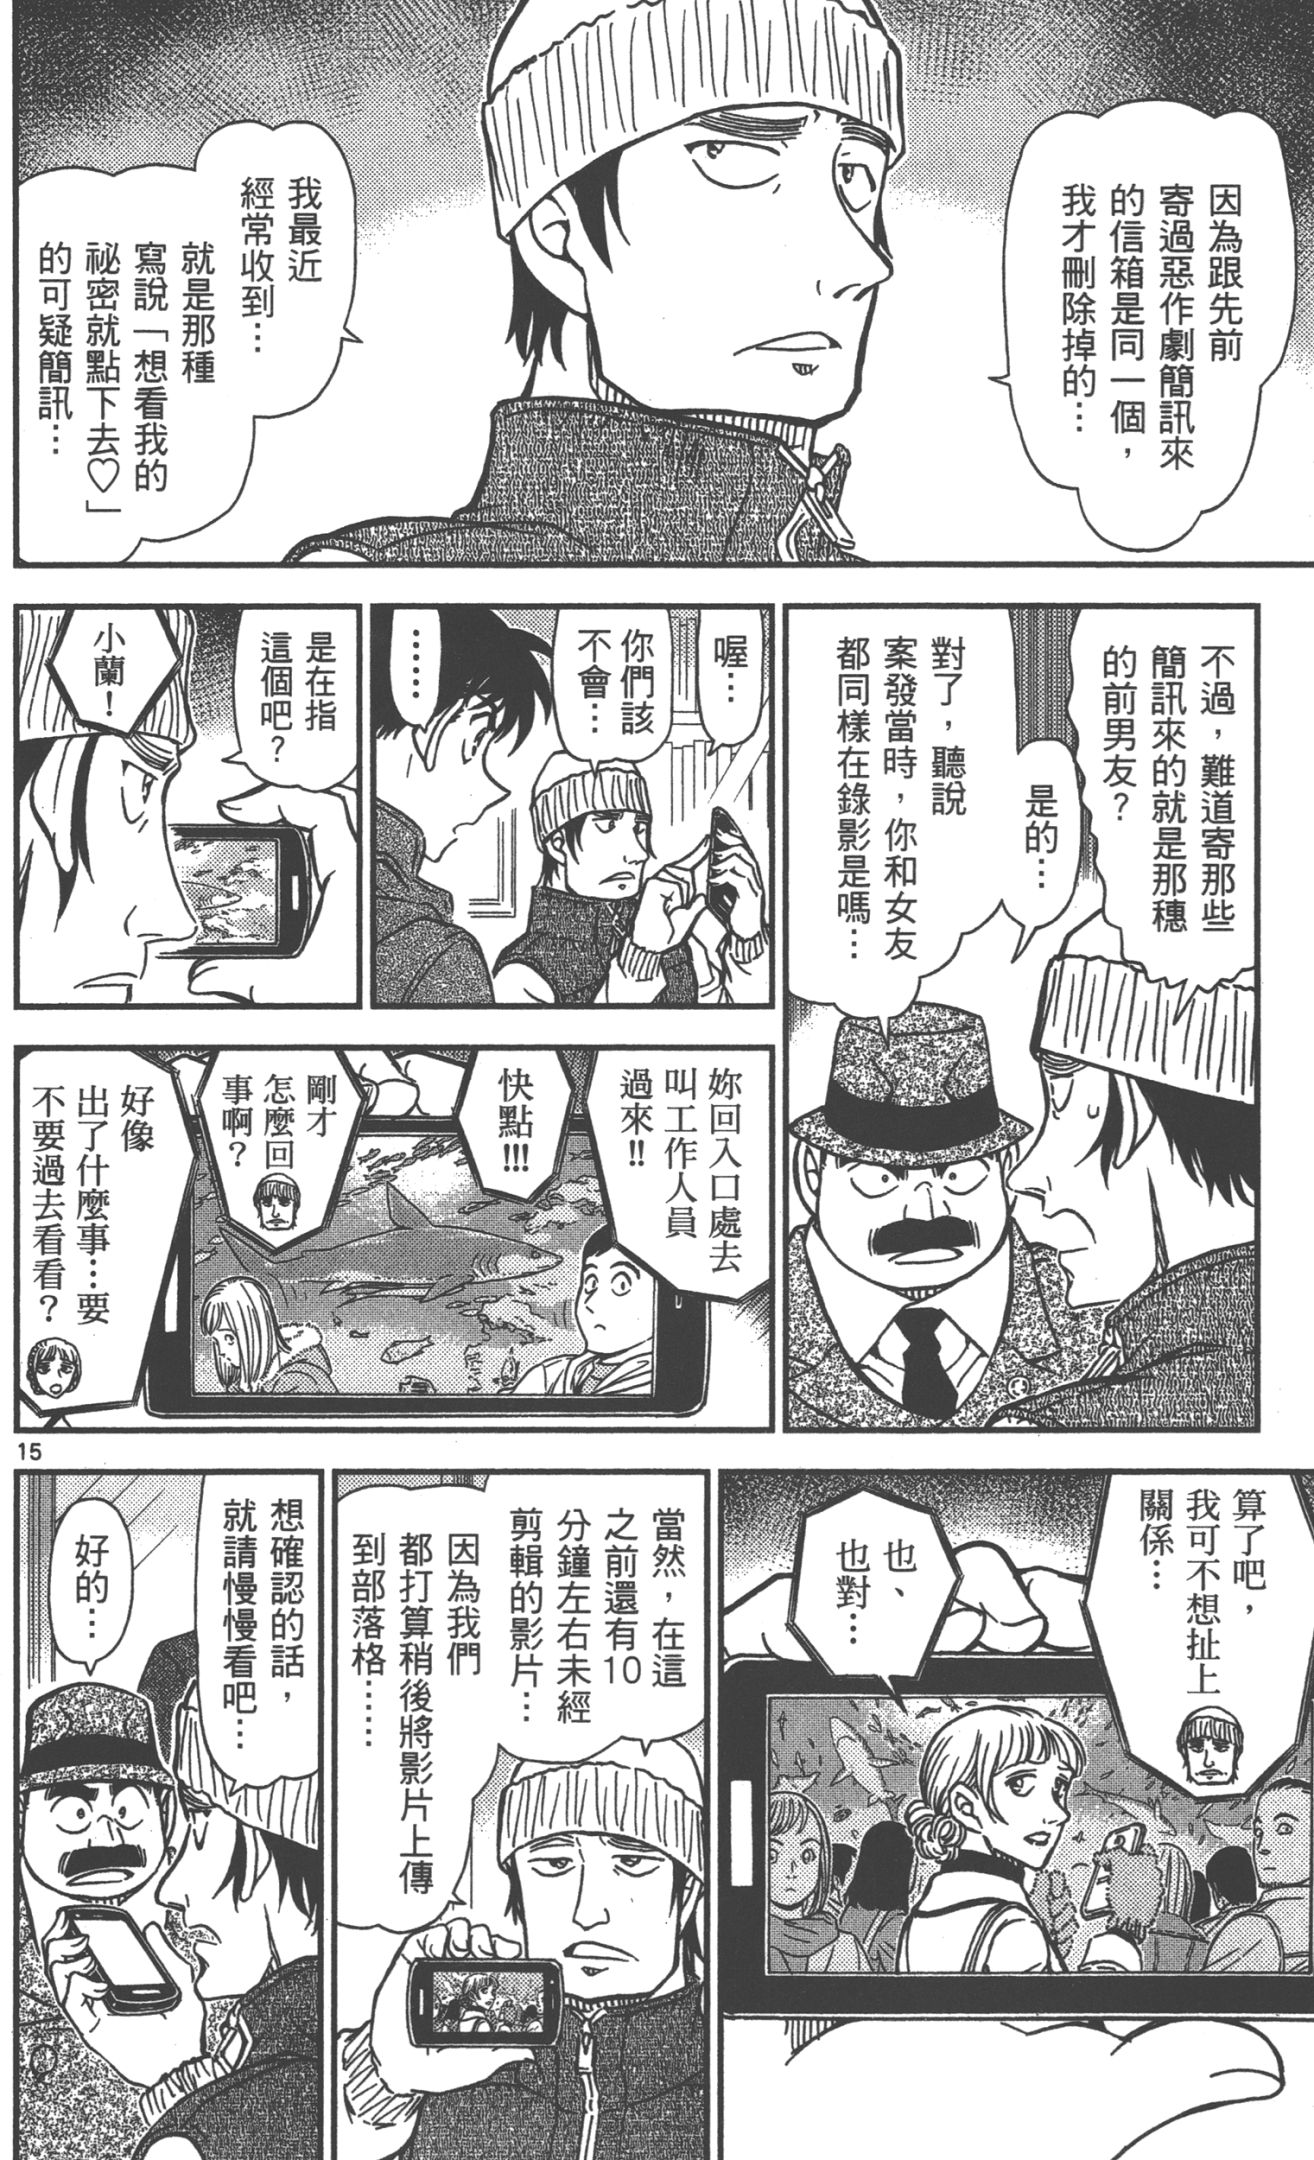 因為跟先前
寄過惡作劇簡訊來
的信箱是同一個，
我才刪除掉的…
我最近
經常收到…
就是那種
寫說「想看我的
祕密就點下去♡」
的可疑簡訊…
不過，難道寄那些
簡訊來的就是那穗
的前男友？
是的…
對了，聽說
案發當時，你和女友
都同樣在錄影是嗎…
喔…
你們該
不會…
……
是在指
這個吧？
小蘭！
妳回入口處去
叫工作人員
過來!!
快點!!!
剛才
怎麼回
事啊？
好像
出了什麼事…要
不要過去看看？
15
算了吧，
我可不想扯上
關係…
也、
也對…
當然，在這
之前還有10
分鐘左右未經
剪輯的影片…
因為我們
都打算稍後將影片上傳
到部落格……
想確認的話，
就請慢慢看吧…
好的…